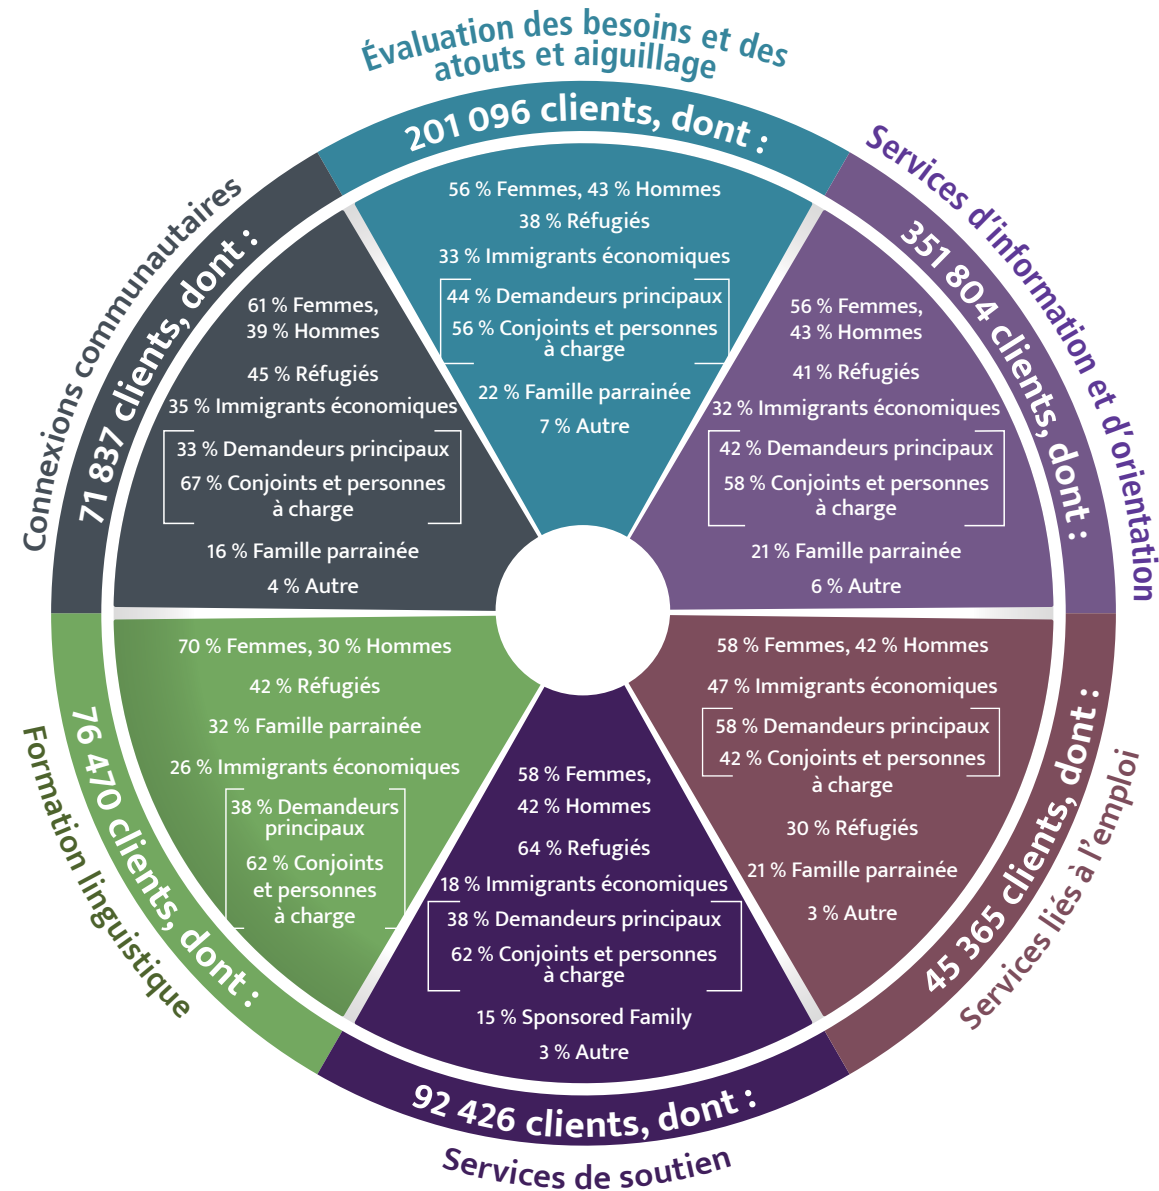 Évaluation des besoins et des
atouts et aiguillage
201 096 clients, dont :
56 % Femmes, 43 % Hommes
38 % Réfugiés
33 % Immigrants économiques
44 % Demandeurs principaux
56 % Conjoints et personnes
à charge
22 % Famille parrainée
7 % Autre
Services d'information et d'orientation
351 804 clients, dont :
56 % Femmes,
43 % Hommes
41 % Réfugiés
32 % Immigrants économiques
42 % Demandeurs principaux
58 % Conjoints et personnes
à charge
21 % Famille parrainée
6 % Autre
Services liés à l'emploi
45 365 clients, dont :
58 % Femmes, 42 % Hommes
47 % Immigrants économiques
58 % Demandeurs principaux
42 % Conjoints et personnes
à charge
30 % Réfugiés
21 % Famille parrainée
3 % Autre
58 % Femmes,
42 % Hommes
64 % Refugiés
18 % Immigrants économiques
38 % Demandeurs principaux
62 % Conjoints et personnes
à charge
15 % Sponsored Family
3 % Autre
92 426 clients, dont :
Services de soutien
Formation linguistique
76 470 clients, dont :
70 % Femmes, 30 % Hommes
42 % Réfugiés
32 % Famille parrainée
26 % Immigrants économiques
38 % Demandeurs
principaux
62 % Conjoints
et personnes
à charge
Connexions communautaires
71 837 clients, dont :
61 % Femmes,
39 % Hommes
45 % Réfugiés
35 % Immigrants économiques
33 % Demandeurs principaux
67 % Conjoints et personnes
à charge
16 % Famille parrainée
4 % Autre